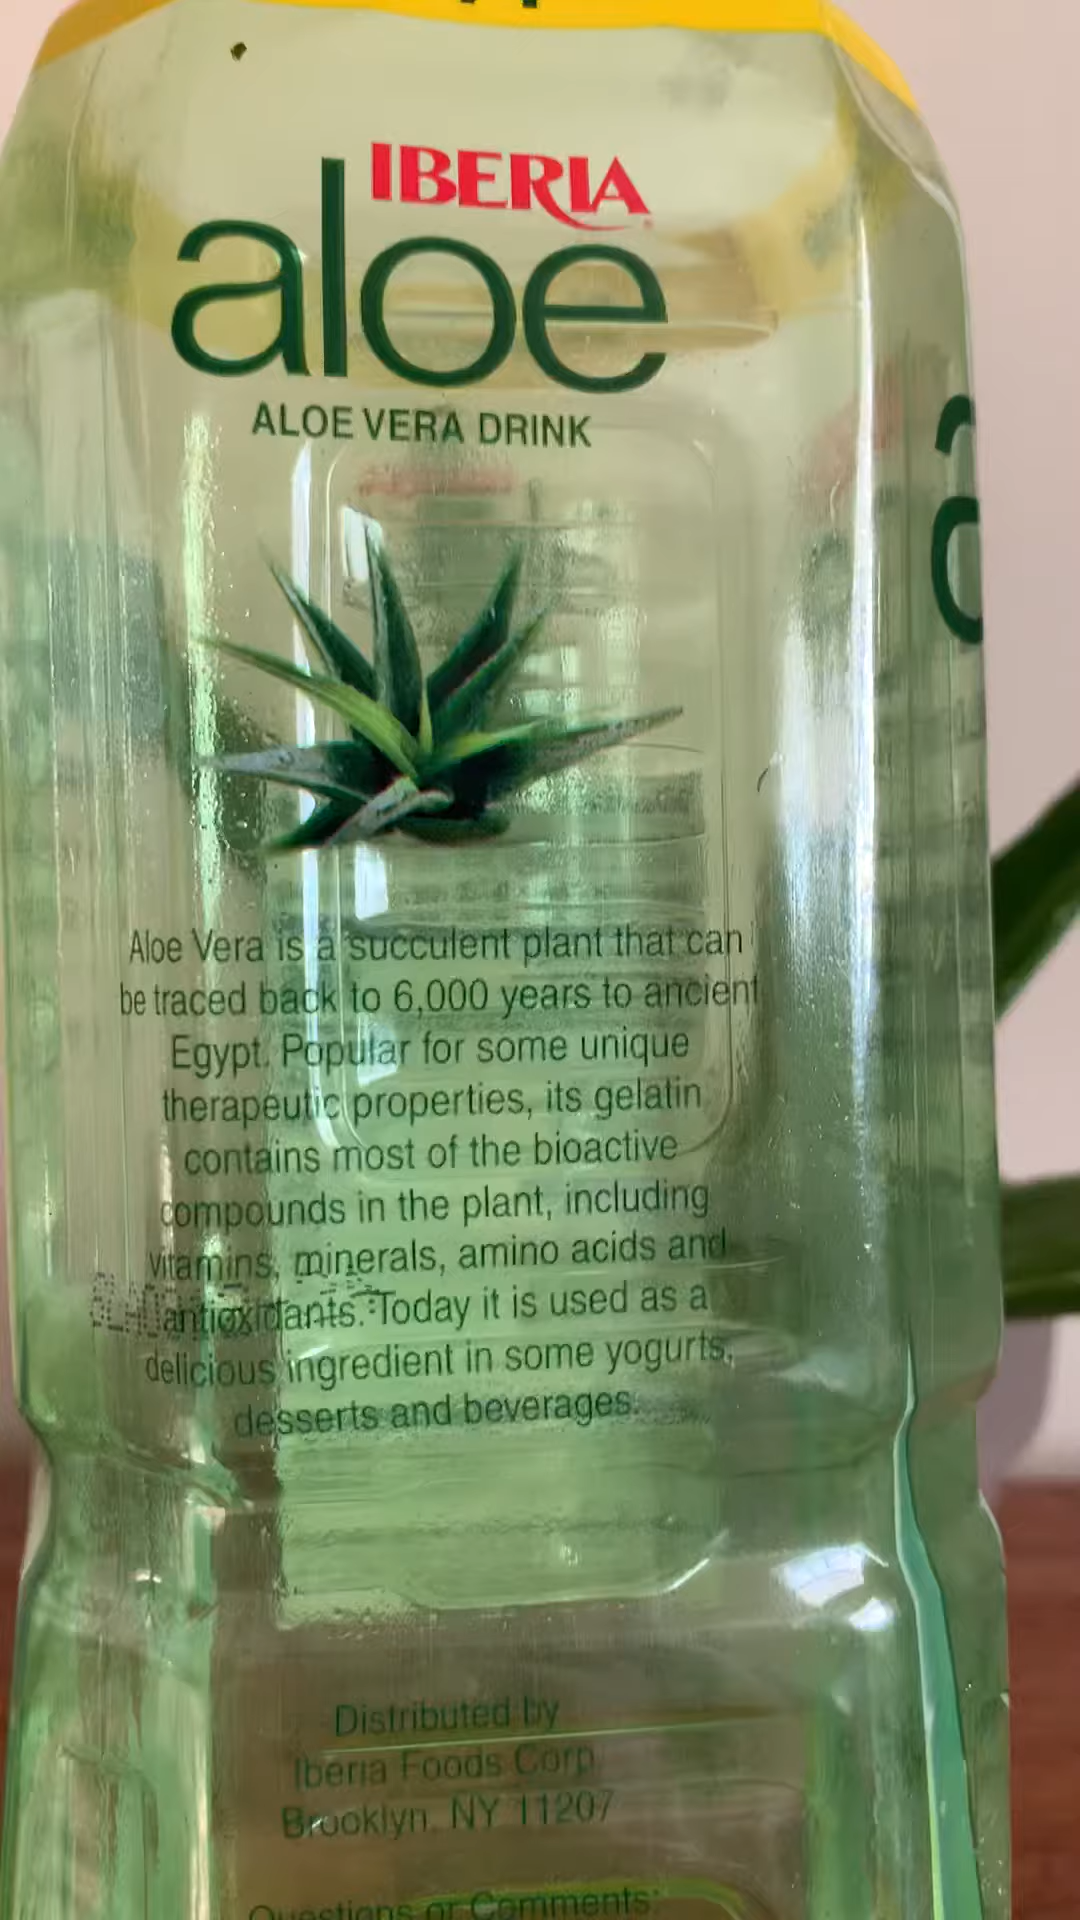 IBERIA
aloe
ALOE VERA DRINK
Aloe Vera is a succulent plant that can
be traced back to 6,000 years to ancient
Egypt. Popular for some unique
therapeutic properties, its gelatin
contains most of the bioactive
compounds in the plant, including
vitamins, minerals, amino acids and
antioxidants. Today it is used as a
delicious ingredient in some yogurts,
desserts and beverages.
Distributed by
Iberia Foods Corp.
Brooklyn, NY 11207
Questions or Comments: